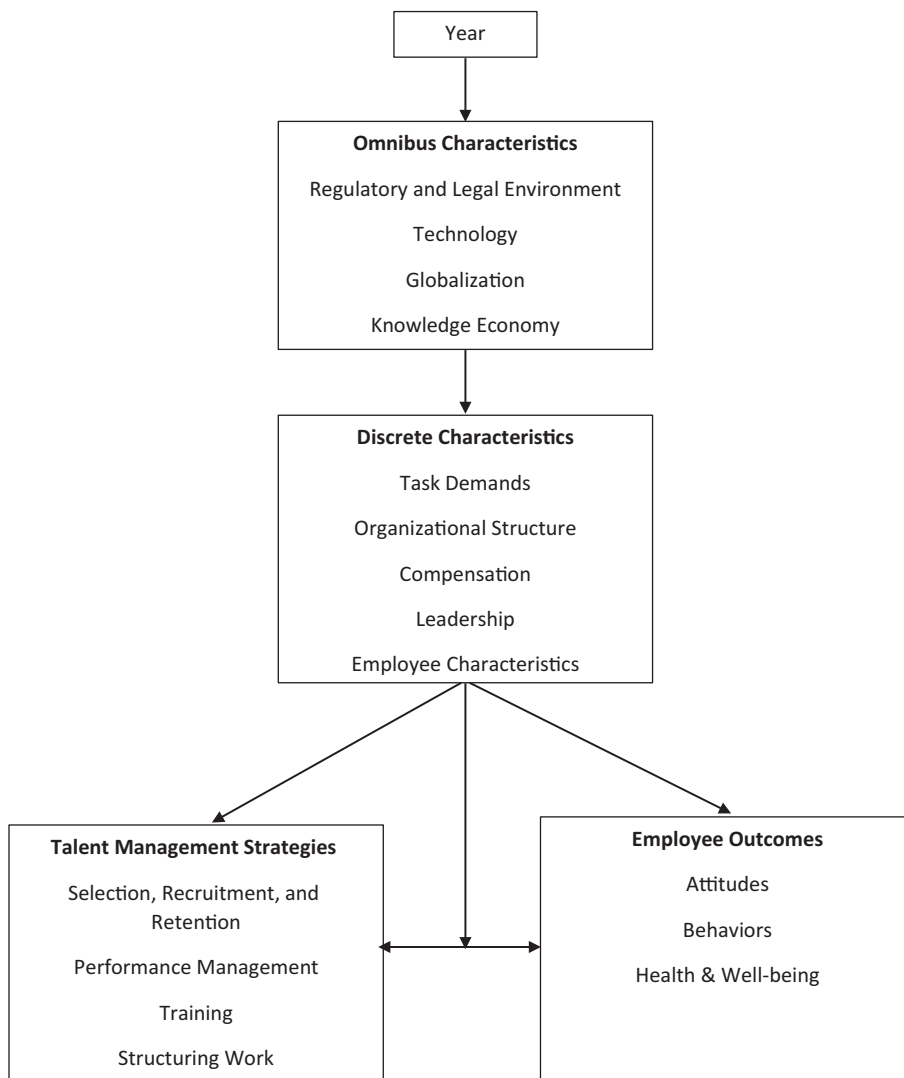 Year
Omnibus Characteristics
Regulatory and Legal Environment
Technology
Globalization
Knowledge Economy
Discrete Characteristics
Task Demands
Organizational Structure
Compensation
Leadership
Employee Characteristics
Talent Management Strategies
Selection, Recruitment, and
Retention
Performance Management
Training
Structuring Work
Employee Outcomes
Attitudes
Behaviors
Health & Well-being